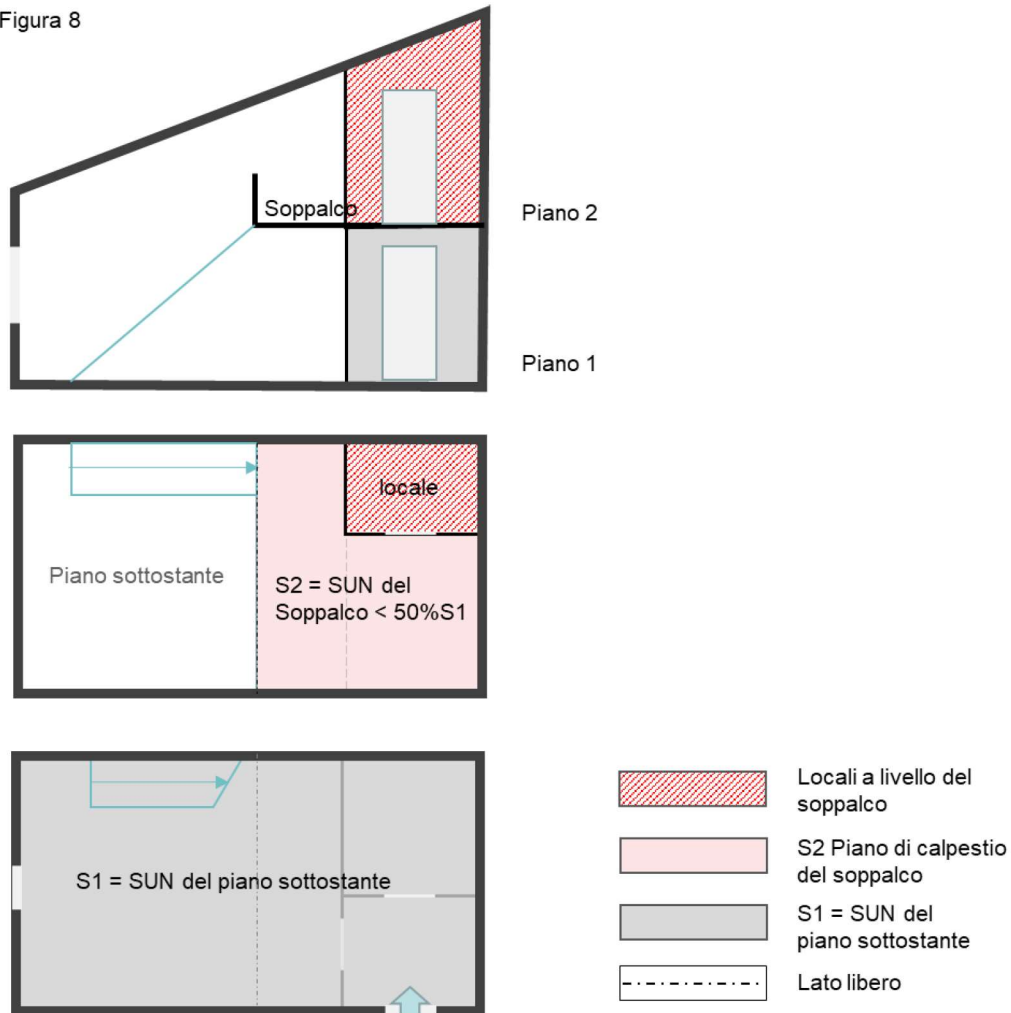 Figura 8
Soppalco
Piano 2
Piano 1
locale
Piano sottostante
S2 = SUN del
Soppalco < 50%S1
S1 = SUN del piano sottostante
Locali a livello del
soppalco
S2 Piano di calpestio
del soppalco
S1 = SUN del
piano sottostante
Lato libero